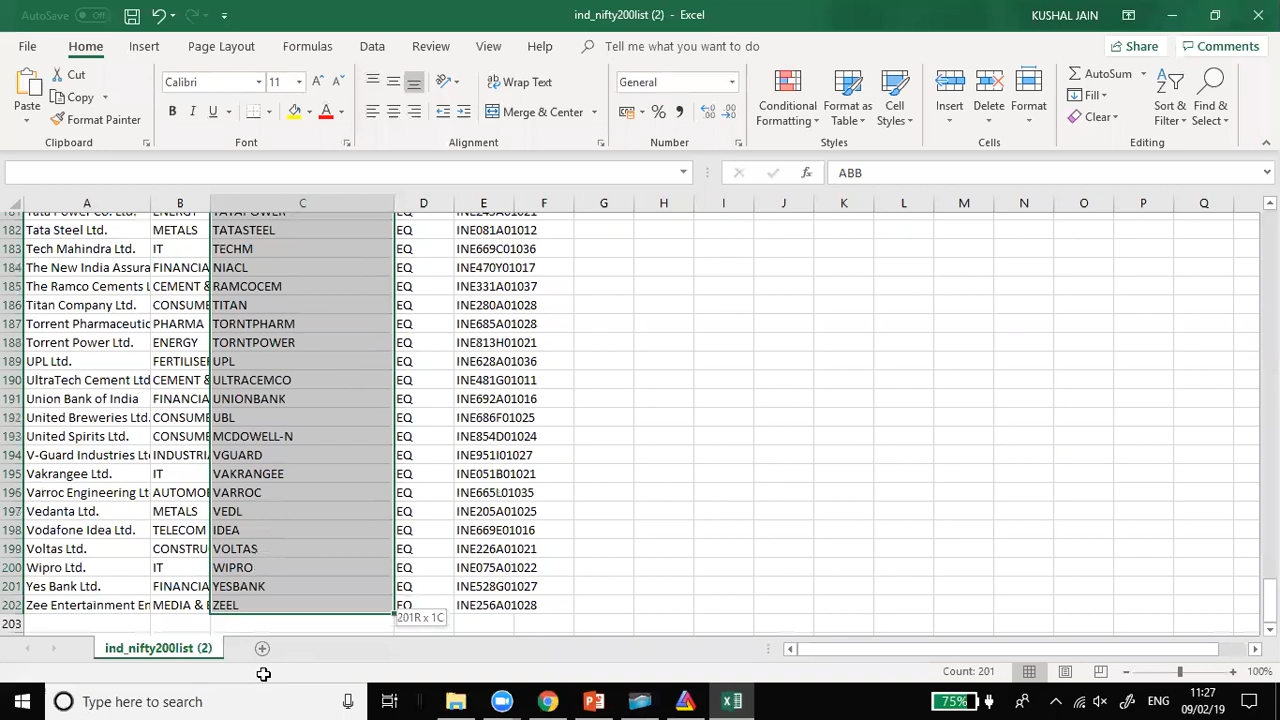 AutoSave Off
ind_nifty200list (2) - Excel
KUSHAL JAIN
File Home Insert Page Layout Formulas Data Review View Help Tell me what you want to do Share Comments
Paste
Cut
Copy
Format Painter
Clipboard
Calibri 11
B I U
Font
Wrap Text
Merge & Center
Alignment
General
Number
Conditional Formatting
Format as Table
Cell Styles
Styles
Insert Delete Format
Cells
AutoSum
Fill
Clear
Sort & Filter
Find & Select
Editing
fx ABB
A B C D E F G H I J K L M N O P Q
181 Tata Power Co. Ltd. ENERGY TATAPOWER EQ INE245A01021
182 Tata Steel Ltd. METALS TATASTEEL EQ INE081A01012
183 Tech Mahindra Ltd. IT TECHM EQ INE669C01036
184 The New India Assura FINANCIA NIACL EQ INE470Y01017
185 The Ramco Cements L CEMENT & RAMCOCEM EQ INE331A01037
186 Titan Company Ltd. CONSUME TITAN EQ INE280A01028
187 Torrent Pharmaceutic PHARMA TORNTPHARM EQ INE685A01028
188 Torrent Power Ltd. ENERGY TORNTPOWER EQ INE813H01021
189 UPL Ltd. FERTILISER UPL EQ INE628A01036
190 UltraTech Cement Ltd CEMENT & ULTRACEMCO EQ INE481G01011
191 Union Bank of India FINANCIA UNIONBANK EQ INE692A01016
192 United Breweries Ltd. CONSUME UBL EQ INE686F01025
193 United Spirits Ltd. CONSUME MCDOWELL-N EQ INE854D01024
194 V-Guard Industries Lt INDUSTRI VGUARD EQ INE951I01027
195 Vakrangee Ltd. IT VAKRANGEE EQ INE051B01021
196 Varroc Engineering Lt AUTOMO VARROC EQ INE665L01035
197 Vedanta Ltd. METALS VEDL EQ INE205A01025
198 Vodafone Idea Ltd. TELECOM IDEA EQ INE669E01016
199 Voltas Ltd. CONSTRU VOLTAS EQ INE226A01021
200 Wipro Ltd. IT WIPRO EQ INE075A01022
201 Yes Bank Ltd. FINANCIA YESBANK EQ INE528G01027
202 Zee Entertainment En MEDIA & E ZEEL EQ INE256A01028
203
201R x 1C
ind_nifty200list (2)
Count: 201
100%
Type here to search
75%
ENG
11:27
09/02/19